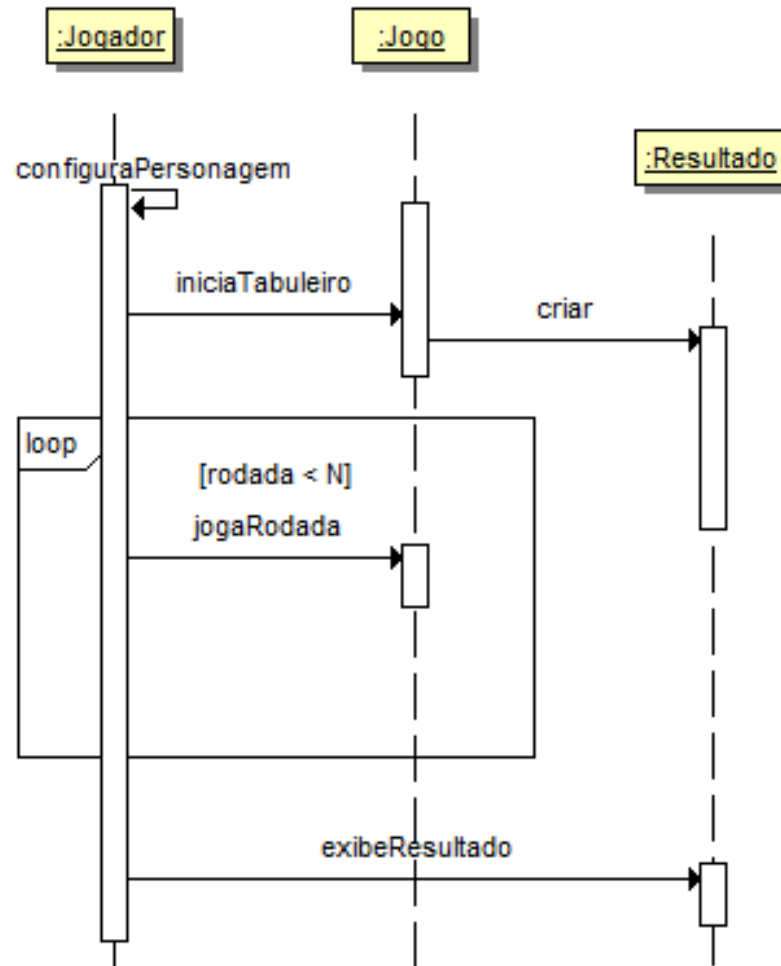 :Jogador
:Jogo
:Resultado
configuraPersonagem
iniciaTabuleiro
criar
loop
[rodada < N]
jogaRodada
exibeResultado